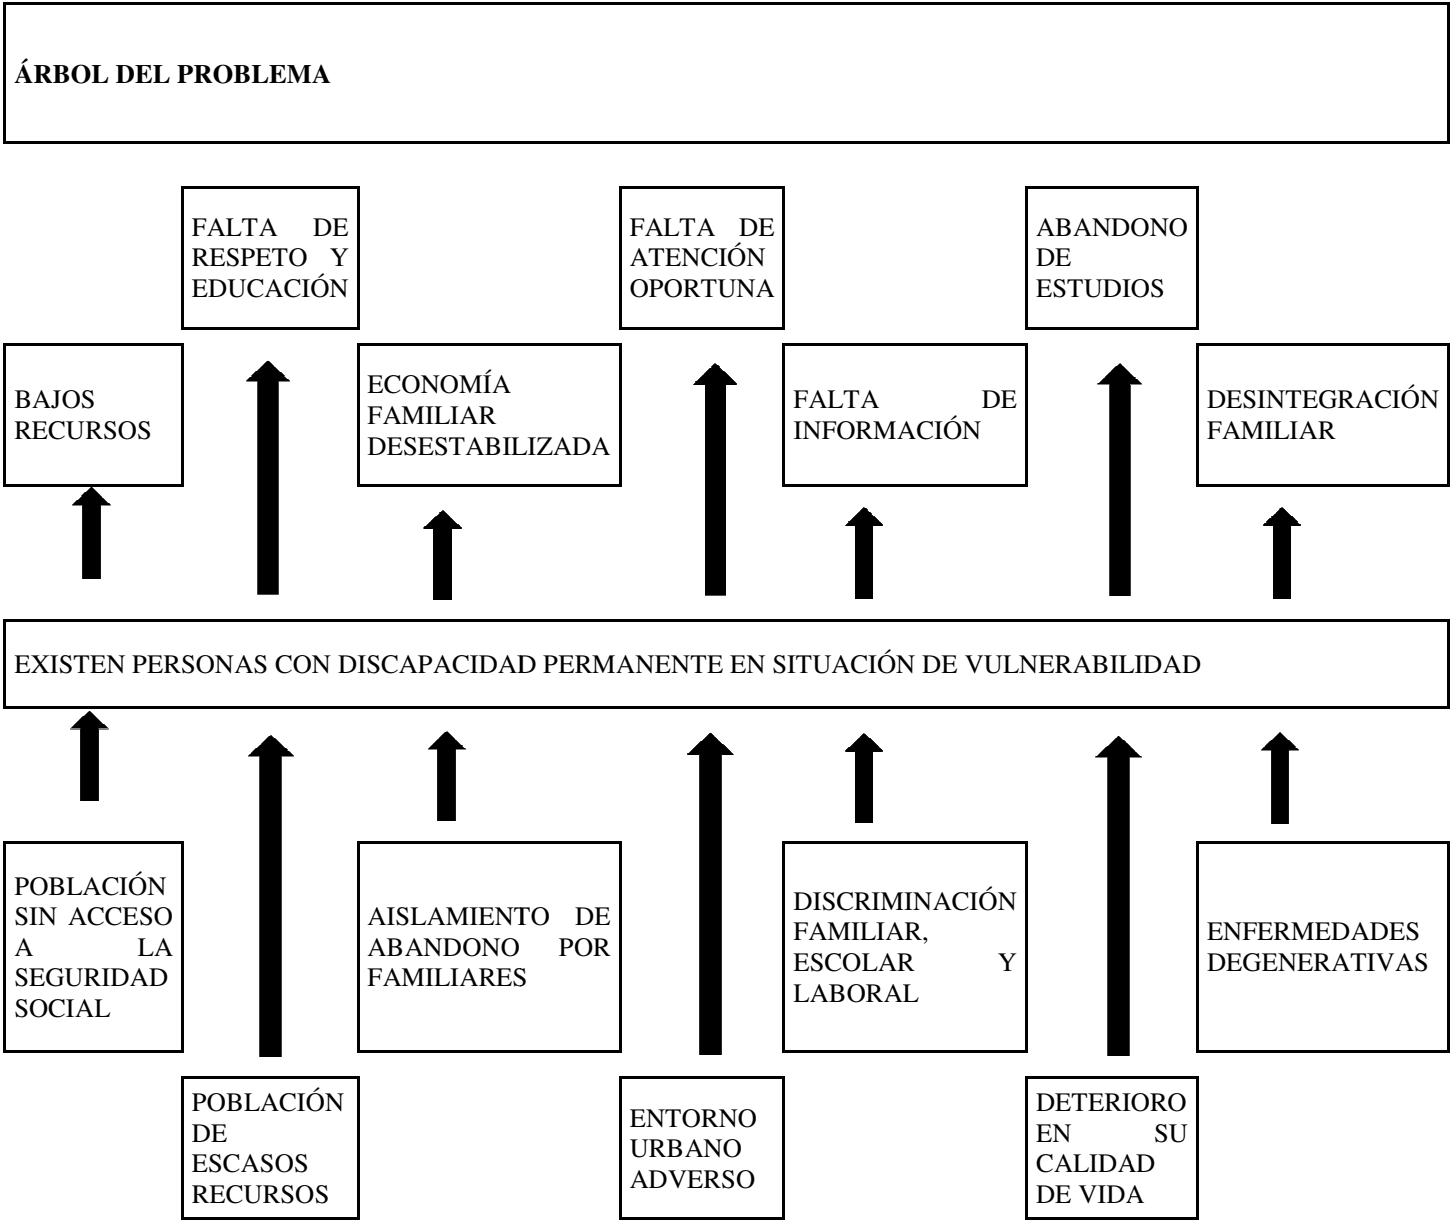 ÁRBOL DEL PROBLEMA
FALTA DE
RESPETO Y
EDUCACIÓN
FALTA DE
ATENCIÓN
OPORTUNA
ABANDONO
DE
ESTUDIOS
BAJOS
RECURSOS
ECONOMÍA
FAMILIAR
DESESTABILIZADA
FALTA DE
INFORMACIÓN
DESINTEGRACIÓN
FAMILIAR
EXISTEN PERSONAS CON DISCAPACIDAD PERMANENTE EN SITUACIÓN DE VULNERABILIDAD
POBLACIÓN
SIN ACCESO
A LA
SEGURIDAD
SOCIAL
AISLAMIENTO DE
ABANDONO POR
FAMILIARES
DISCRIMINACIÓN
FAMILIAR,
ESCOLAR Y
LABORAL
ENFERMEDADES
DEGENERATIVAS
POBLACIÓN
DE
ESCASOS
RECURSOS
ENTORNO
URBANO
ADVERSO
DETERIORO
EN SU
CALIDAD
DE VIDA